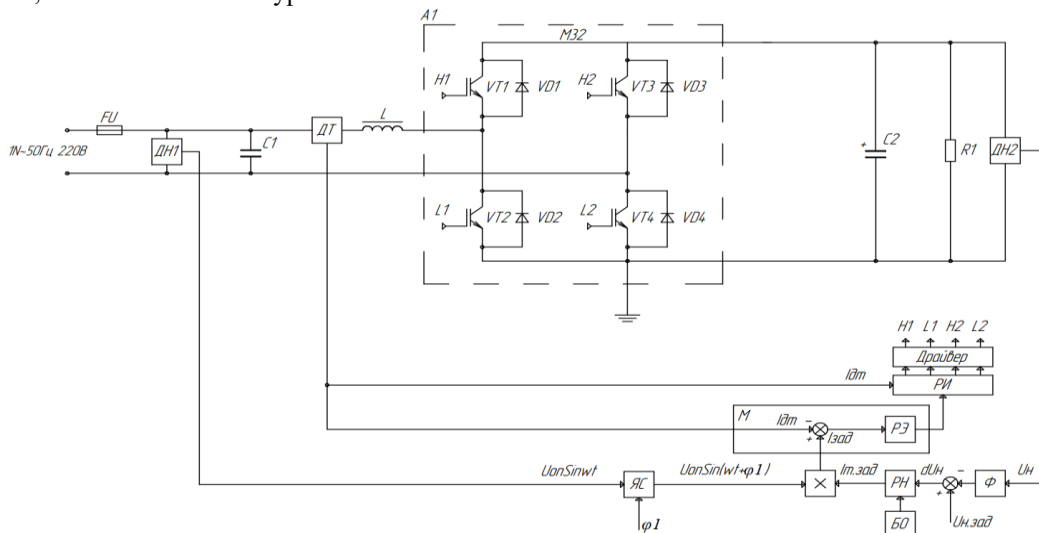 A1
M32
H1
VT1
VD1
H2
VT3
VD3
FU
1N~50Гц 220В
ДН1
C1
ДТ
L
C2
R1
ДН2
L1
VT2
VD2
L2
VT4
VD4
H1 L1 H2 L2
Драйвер
Iдт
РИ
М
Iдт
Iзад
РЭ
UопSinwt
ЯС
UопSin(wt+φ1)
X
Iт.зад
РН
dUн
Ф
Uн
φ1
БО
Uн.зад